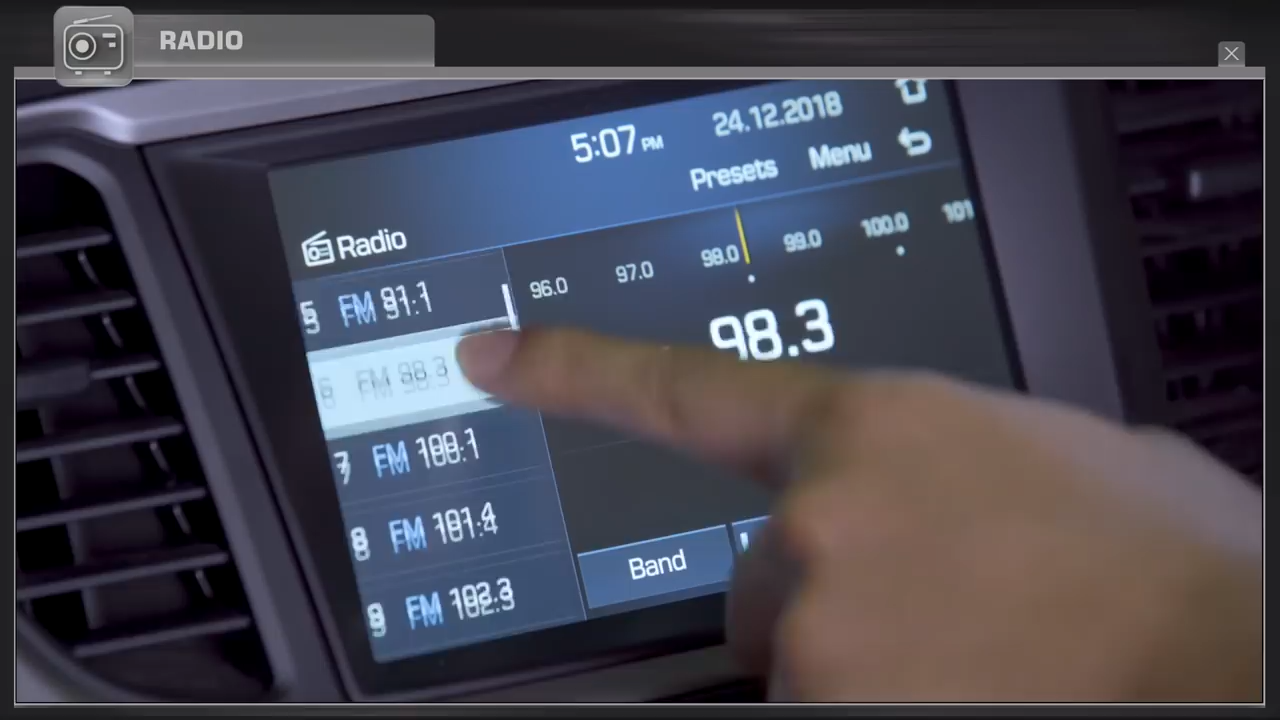 RADIO
5:07 PM
24.12.2018
Presets
Menu
Radio
96.0 97.0 98.0 99.0 100.0 101
98.3
5 FM 91.1
6 FM 98.3
7 FM 100.1
8 FM 101.4
9 FM 102.3
Band